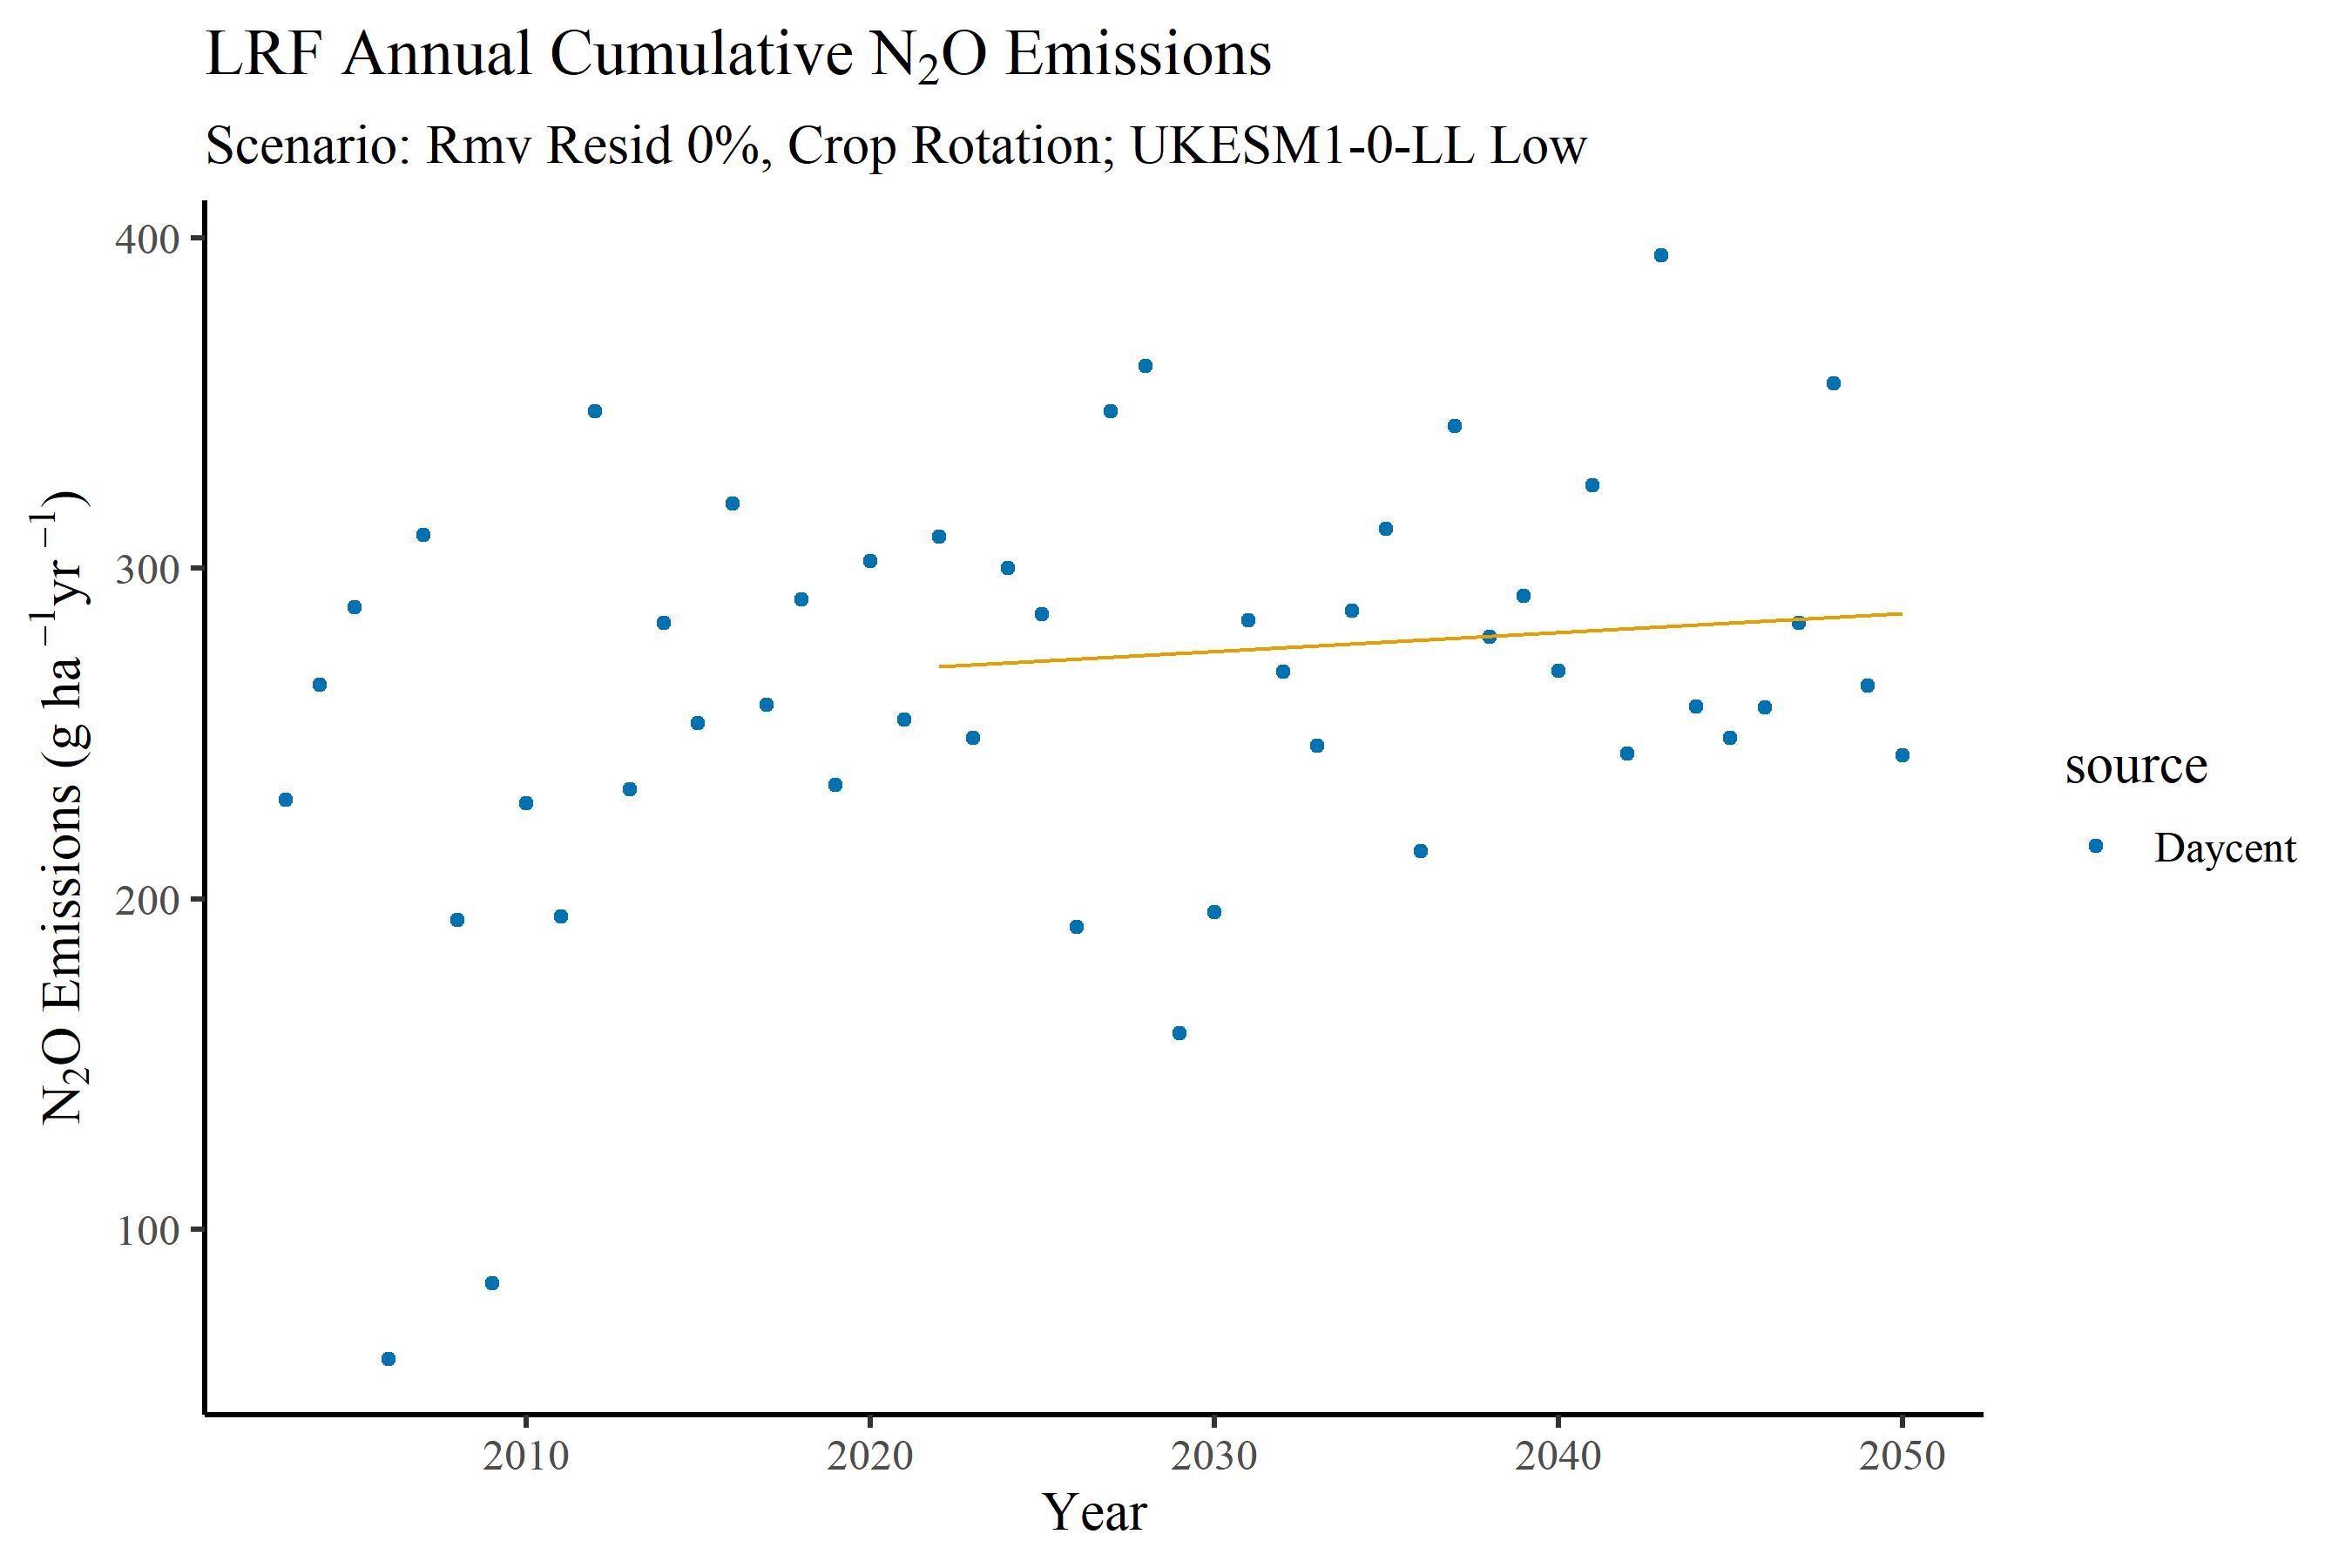 LRF Annual Cumulative N₂O Emissions
Scenario: Rmv Resid 0%, Crop Rotation; UKESM1-0-LL Low
N₂O Emissions (g ha ⁻¹yr ⁻¹)
400
300
200
100
2010 2020 2030 2040 2050
Year
source
Daycent